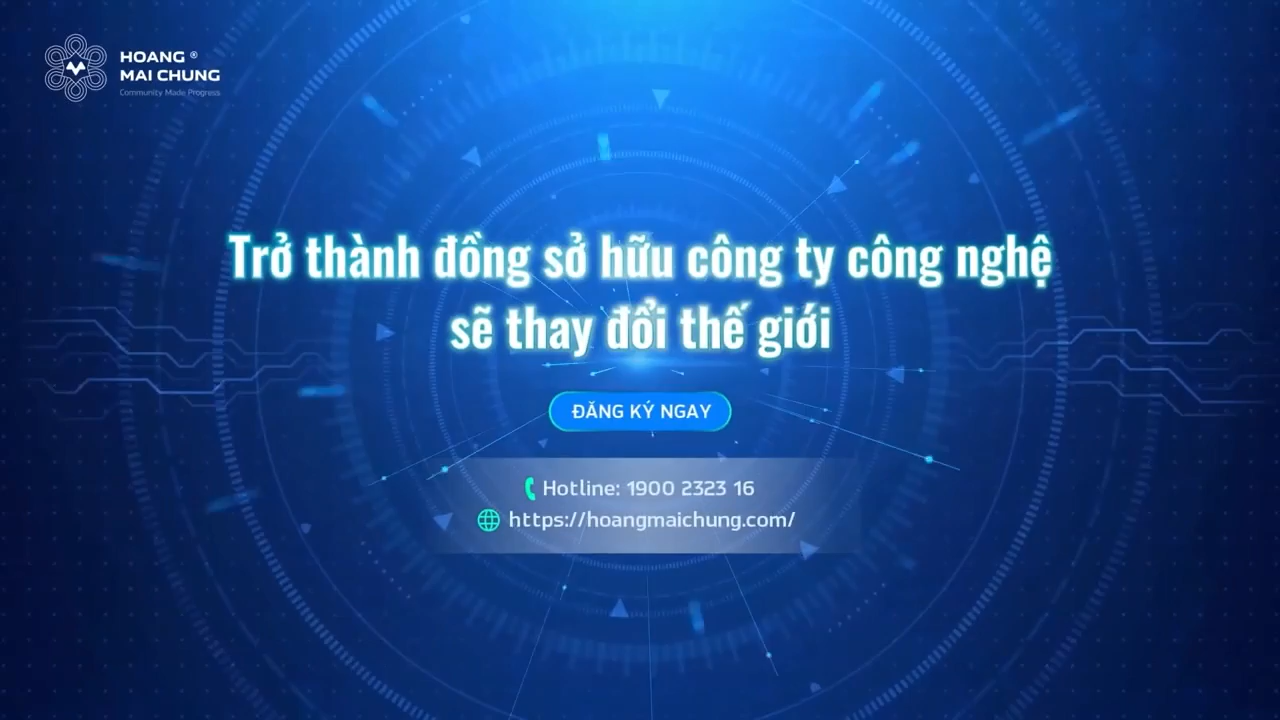 HOANG ®
MAI CHUNG
Community Made Progress
Trở thành đồng sở hữu công ty công nghệ
sẽ thay đổi thế giới
ĐĂNG KÝ NGAY
Hotline: 1900 2323 16
https://hoangmaichung.com/